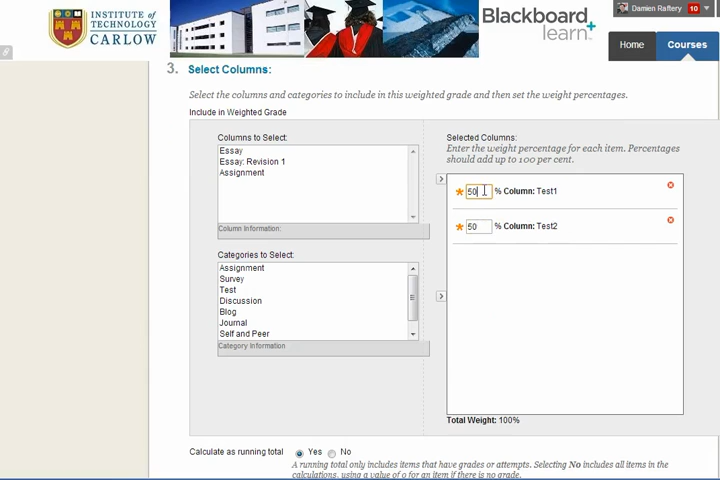 INSTITUTE of
TECHNOLOGY
CARLOW
Blackboard
learn+
Damien Raftery 10
Home Courses
3. Select Columns:
Select the columns and categories to include in this weighted grade and then set the weight percentages.
Include in Weighted Grade
Columns to Select:
Essay
Essay: Revision 1
Assignment
Column Information:
Categories to Select:
Assignment
Survey
Test
Discussion
Blog
Journal
Self and Peer
Category Information
Selected Columns:
Enter the weight percentage for each item. Percentages
should add up to 100 per cent.
50 % Column: Test1
50 % Column: Test2
Total Weight: 100%
Calculate as running total Yes No
A running total only includes items that have grades or attempts. Selecting No includes all items in the
calculations, using a value of 0 for an item if there is no grade.